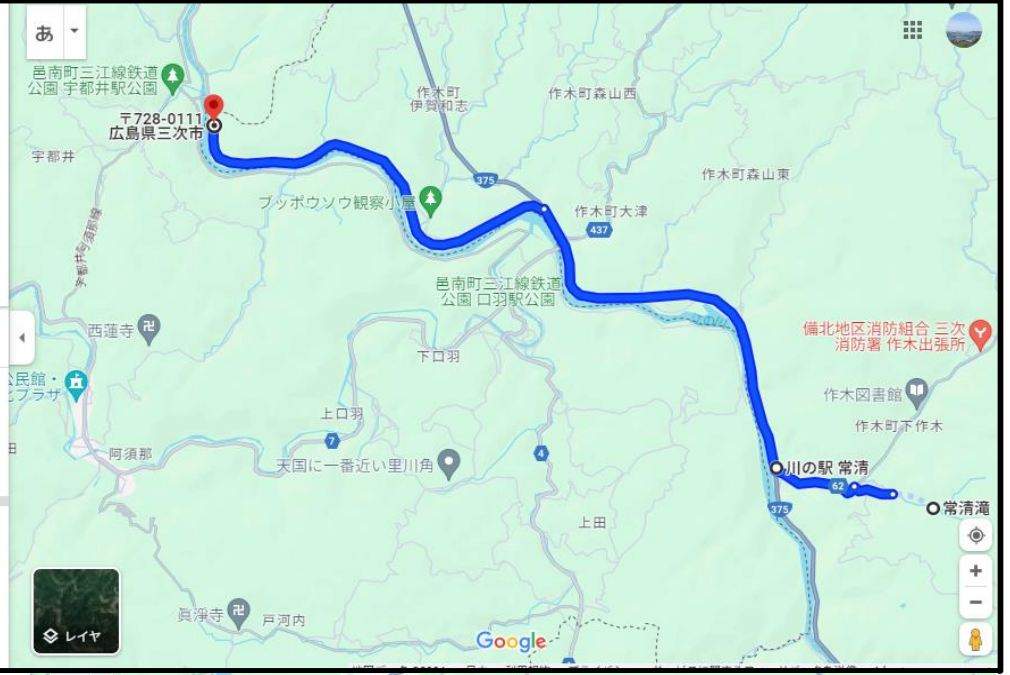 あ
邑南町三江線鉄道
公園 宇都井駅公園
〒728-0111
広島県三次市
宇都井
作木町
伊賀和志
作木町森山西
作木町森山東
375
ブッポウソウ観察小屋
作木町大津
437
宇都井阿須那線
邑南町三江線鉄道
公園 口羽駅公園
西蓮寺
下口羽
備北地区消防組合 三次
消防署 作木出張所
公民館・
プラザ
作木図書館
上口羽
作木町下作木
7
阿須那
4
天国に一番近い里川角
川の駅 常清
62
375
常清滝
上田
眞淨寺
戸河内
レイヤ
Google